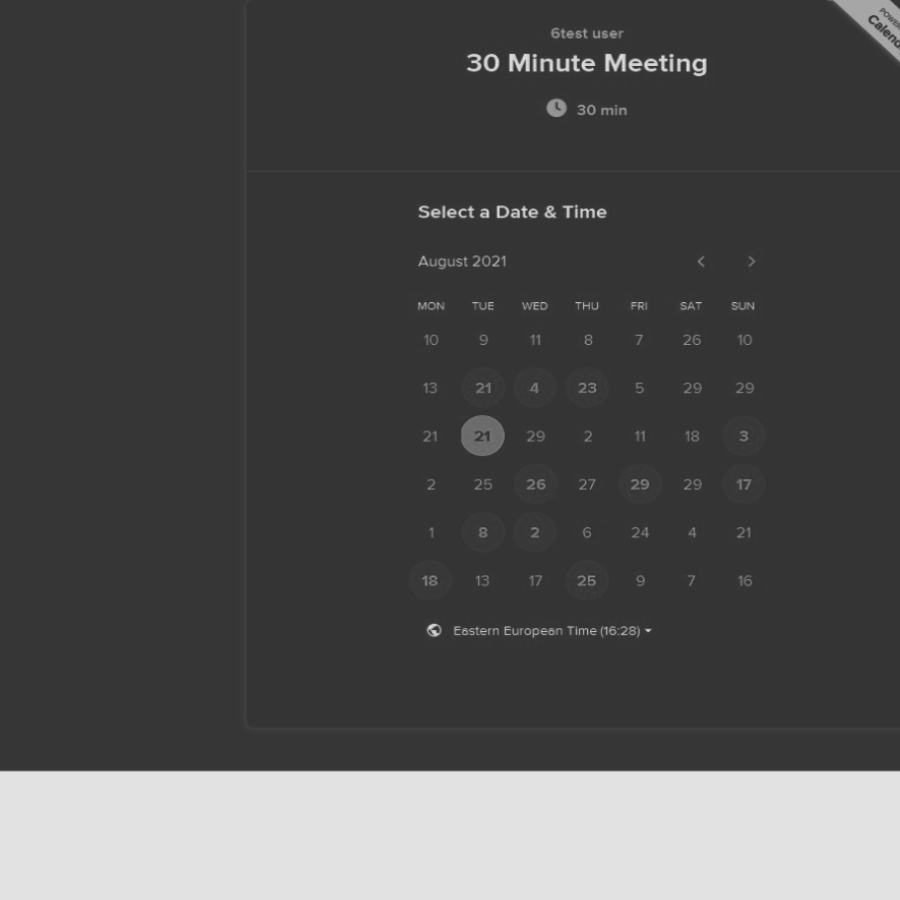 6test user
30 Minute Meeting
30 min
Select a Date & Time
August 2021
MON TUE WED THU FRI SAT SUN
10 9 11 8 7 26 10
13 21 4 23 5 29 29
21 21 29 2 11 18 3
2 25 26 27 29 29 17
1 8 2 6 24 4 21
18 13 17 25 9 7 16
Eastern European Time (16:28)